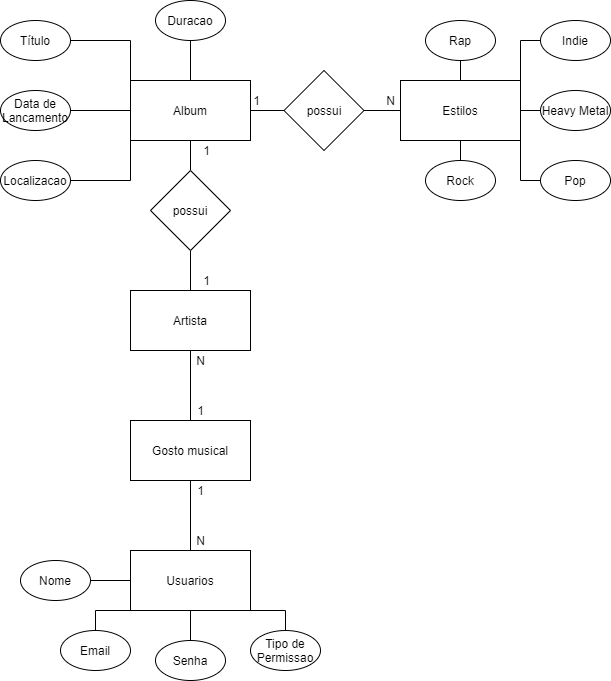 Duracao
Título
Rap
Indie
Album
1
possui
N
Estilos
Data de
Lancamento
Heavy Metal
1
Localizacao
Rock
Pop
possui
1
Artista
N
1
Gosto musical
1
N
Nome
Usuarios
Email
Senha
Tipo de
Permissao